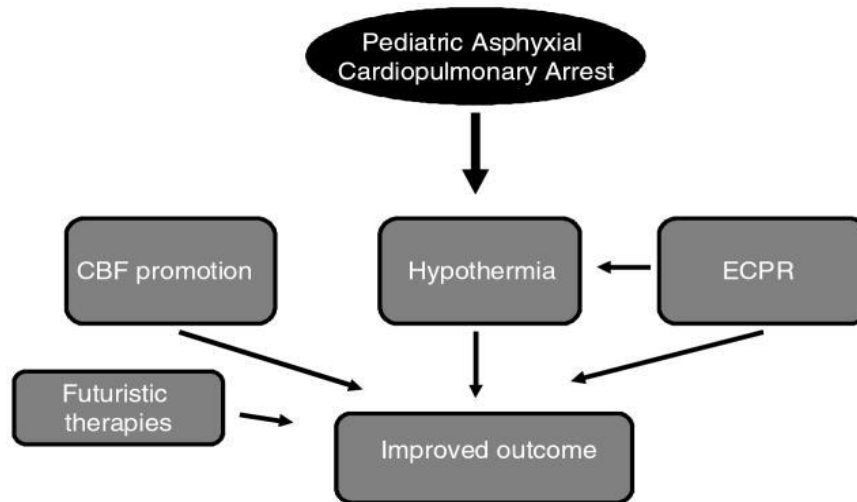 Pediatric Asphyxial
Cardiopulmonary Arrest
CBF promotion
Hypothermia
ECPR
Futuristic
therapies
Improved outcome